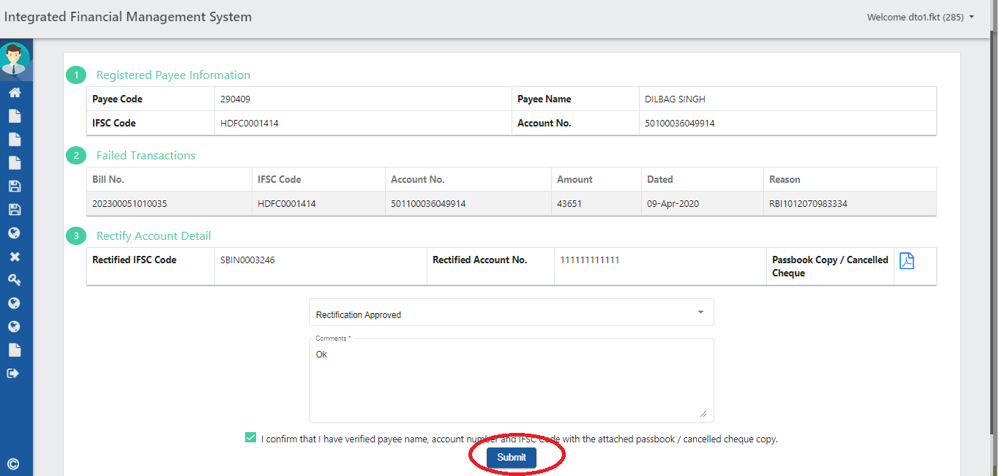 Integrated Financial Management System
Welcome dto1.fkt (285)
1 Registered Payee Information
Payee Code 290409 Payee Name DILBAG SINGH
IFSC Code HDFC0001414 Account No. 50100036049914
2 Failed Transactions
Bill No. IFSC Code Account No. Amount Dated Reason
202300051010035 HDFC0001414 501100036049914 43651 09-Apr-2020 RBI1012070983334
3 Rectify Account Detail
Rectified IFSC Code SBIN0003246 Rectified Account No. 111111111111 Passbook Copy / Cancelled
Cheque
Rectification Approved
Comments *
Ok
I confirm that I have verified payee name, account number and IFSC Code with the attached passbook / cancelled cheque copy.
Submit